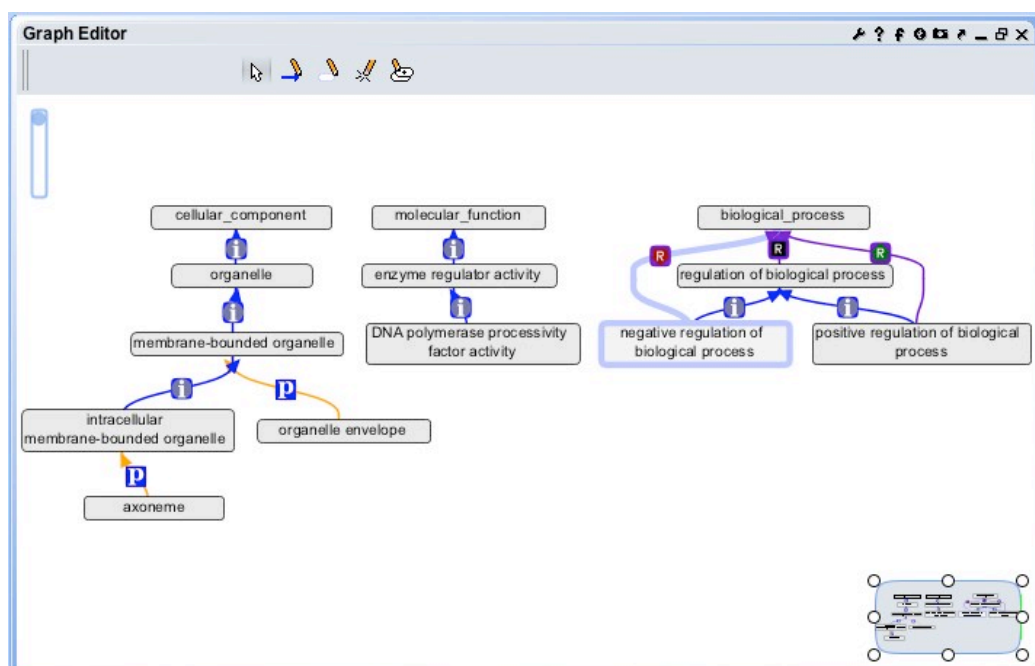 Graph Editor
cellular_component
molecular_function
biological_process
i
i
R
R
R
organelle
enzyme regulator activity
regulation of biological process
i
i
i
i
membrane-bounded organelle
DNA polymerase processivity
factor activity
negative regulation of
biological process
positive regulation of biological
process
i
p
intracellular
membrane-bounded organelle
organelle envelope
p
axoneme